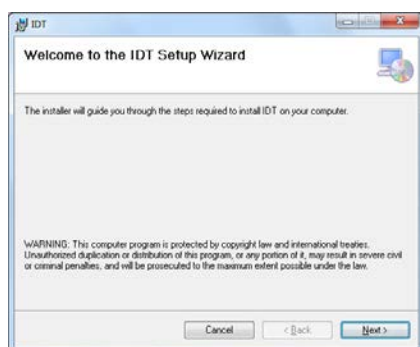 IDT
Welcome to the IDT Setup Wizard
The installer will guide you through the steps required to install IDT on your computer.
WARNING: This computer program is protected by copyright law and international treaties.
Unauthorized duplication or distribution of this program, or any portion of it, may result in severe civil
or criminal penalties, and will be prosecuted to the maximum extent possible under the law.
Cancel < Back Next >